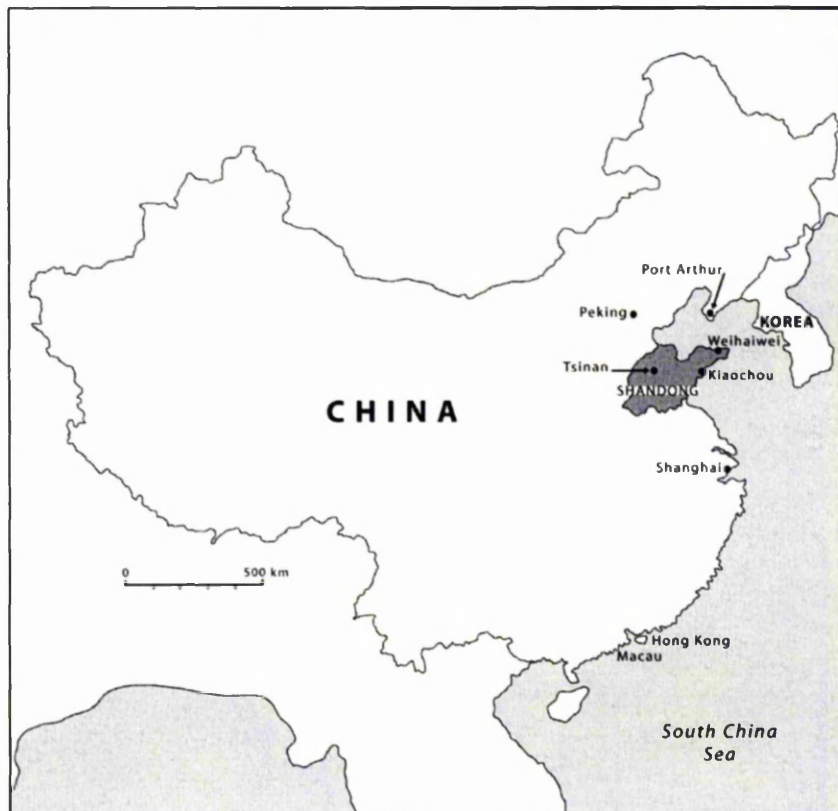 Port Arthur
Peking
KOREA
Weihaiwei
Tsinan
Kiaochou
SHANDONG
CHINA
Shanghai
0 500 km
Hong Kong
Macau
South China
Sea